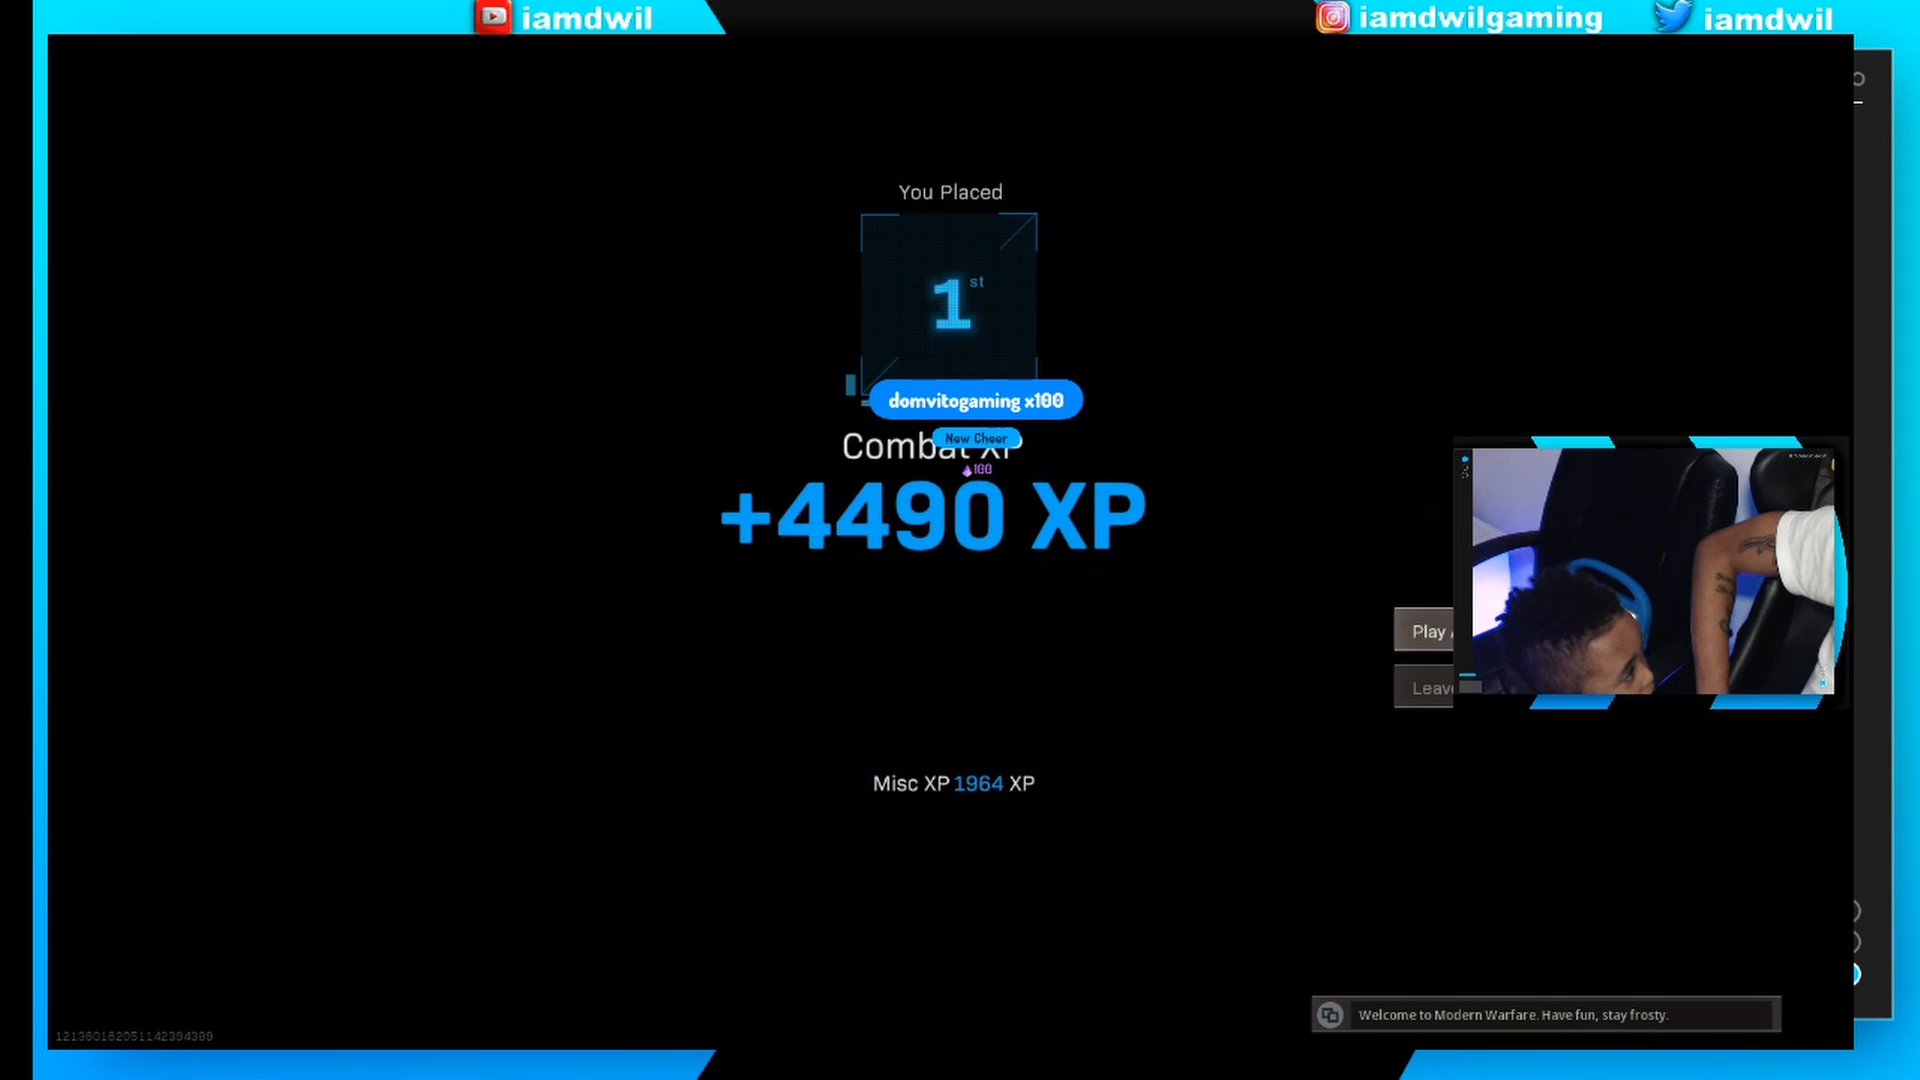 iamdwil
iamdwilgaming
iamdwil
You Placed
1st
domvitogaming x100
New Cheer
Combat XP
100
+4490 XP
Play
Leave
Misc XP 1964 XP
Welcome to Modern Warfare. Have fun, stay frosty.